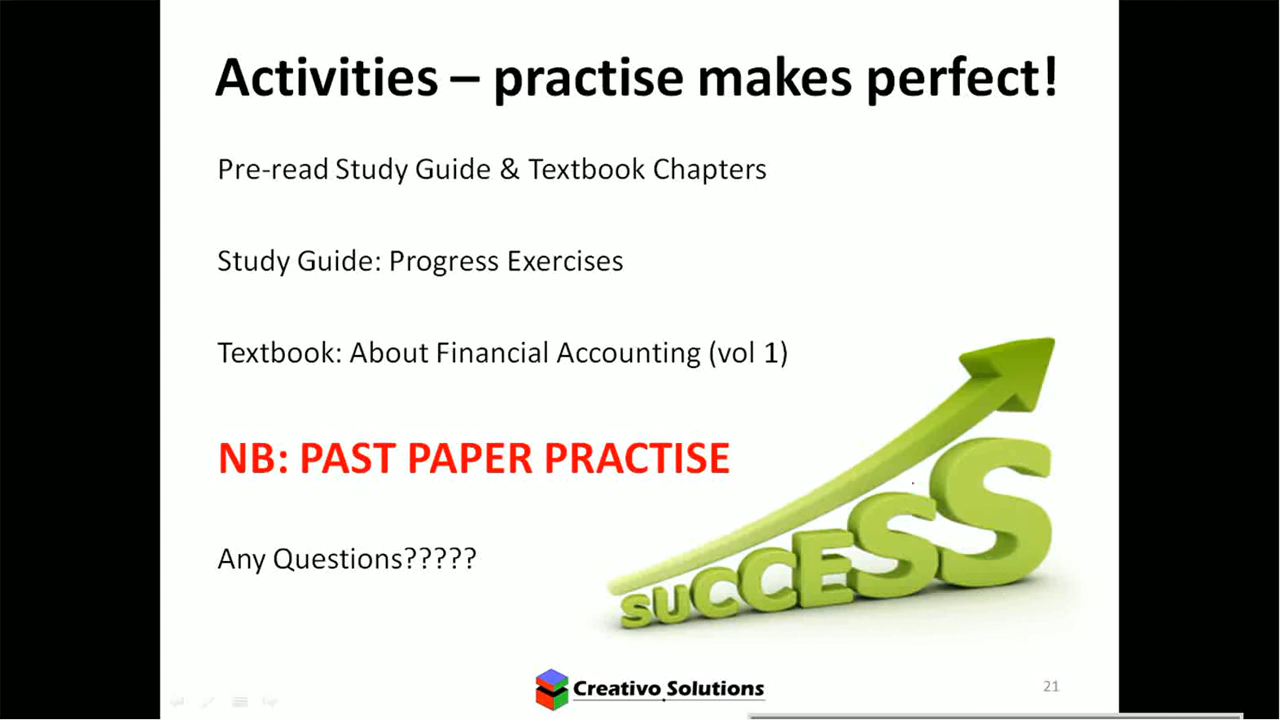 Activities – practise makes perfect!
Pre-read Study Guide & Textbook Chapters
Study Guide: Progress Exercises
Textbook: About Financial Accounting (vol 1)
NB: PAST PAPER PRACTISE
Any Questions?????
SUCCESS
Creativo Solutions
21